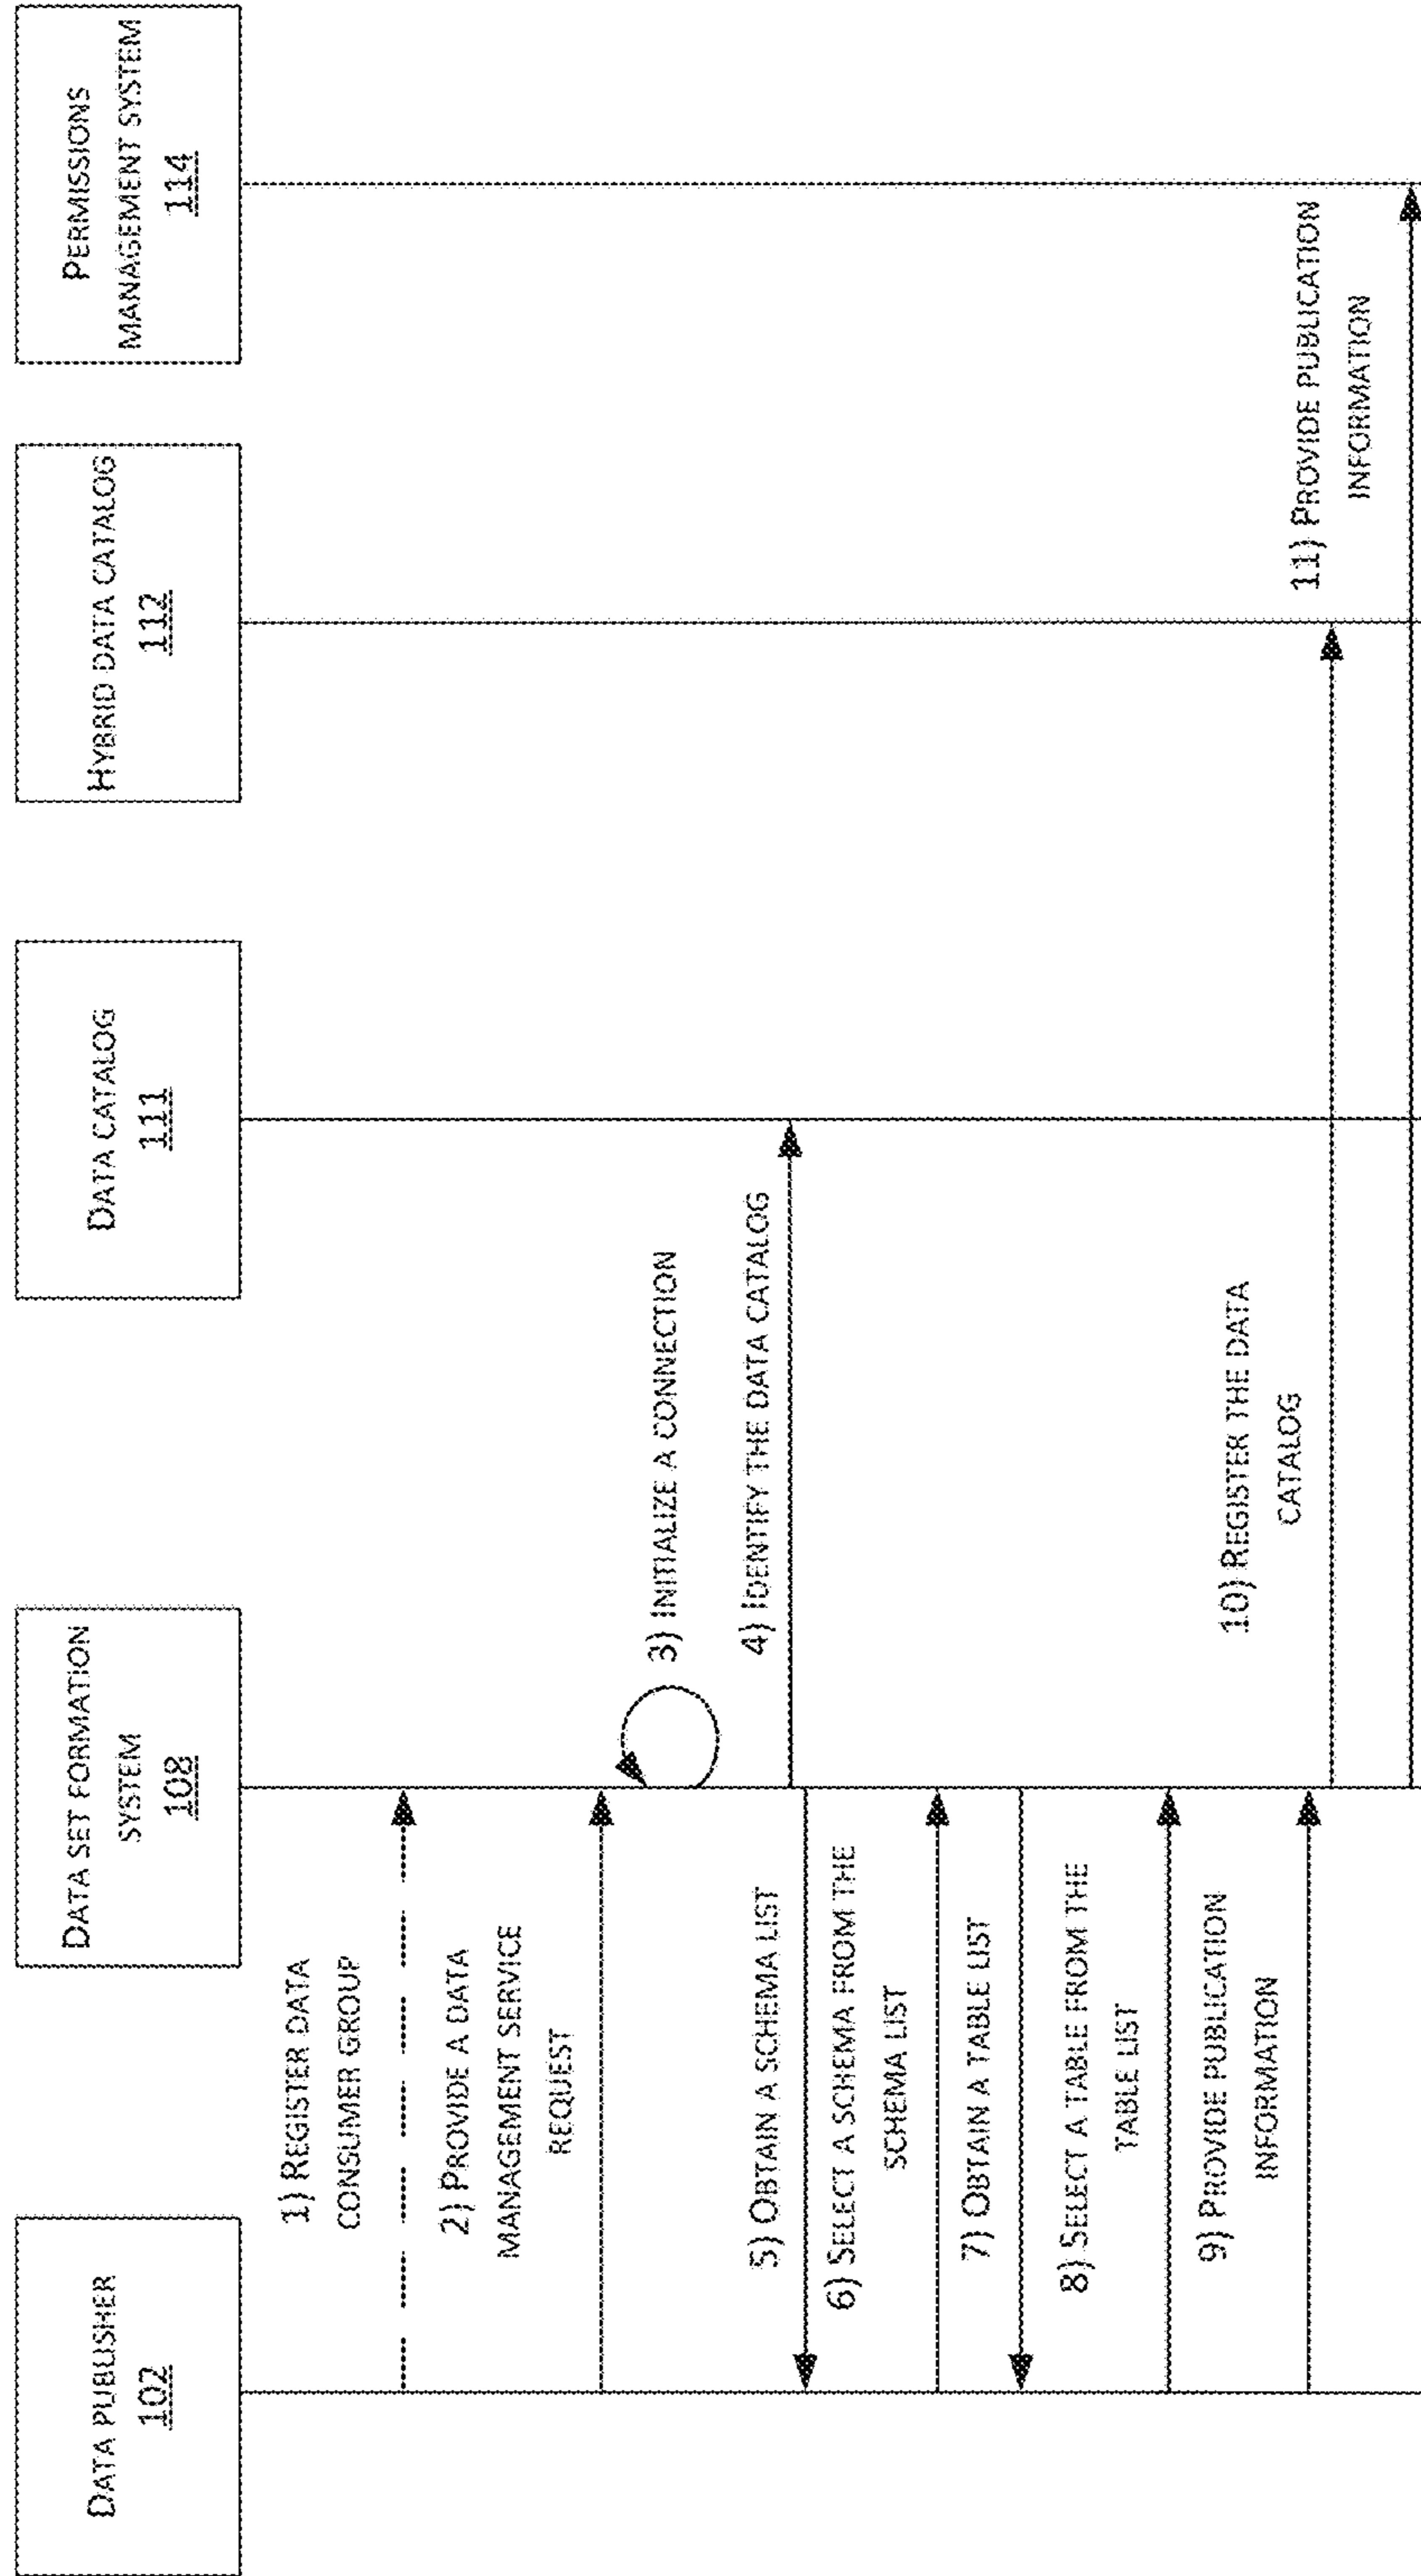 DATA PUBLISHER
102
DATA SET FORMATION
SYSTEM
108
DATA CATALOG
111
HYBRID DATA CATALOG
112
PERMISSIONS
MANAGEMENT SYSTEM
114
1) REGISTER DATA
CONSUMER GROUP
2) PROVIDE A DATA
MANAGEMENT SERVICE
REQUEST
3) INITIALIZE A CONNECTION
4) IDENTIFY THE DATA CATALOG
5) OBTAIN A SCHEMA LIST
6) SELECT A SCHEMA FROM THE
SCHEMA LIST
7) OBTAIN A TABLE LIST
8) SELECT A TABLE FROM THE
TABLE LIST
9) PROVIDE PUBLICATION
INFORMATION
10) REGISTER THE DATA
CATALOG
11) PROVIDE PUBLICATION
INFORMATION